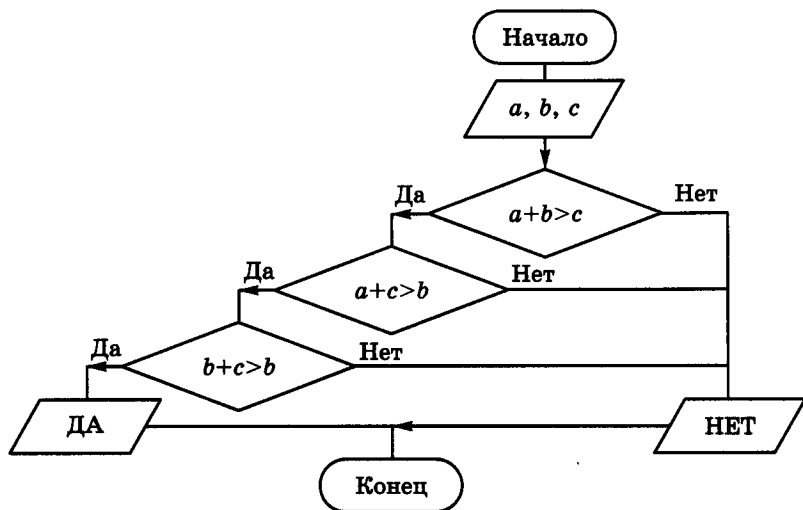 Начало
a, b, c
Да
a+b>c
Нет
Да
a+c>b
Нет
Да
b+c>b
Нет
ДА
НЕТ
Конец